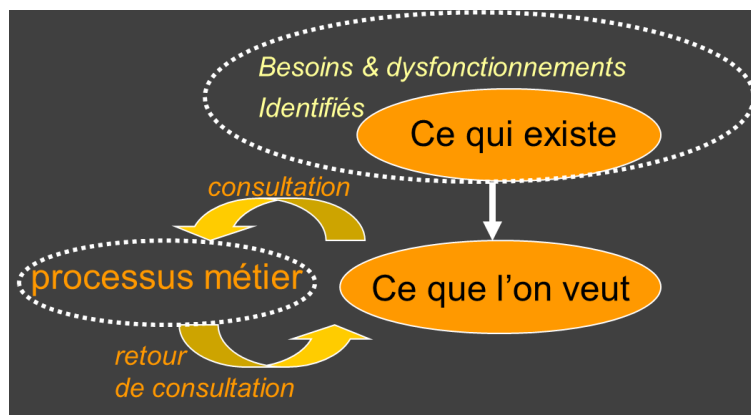 Besoins & dysfonctionnements
Identifiés
Ce qui existe
consultation
processus métier
Ce que l'on veut
retour
de consultation